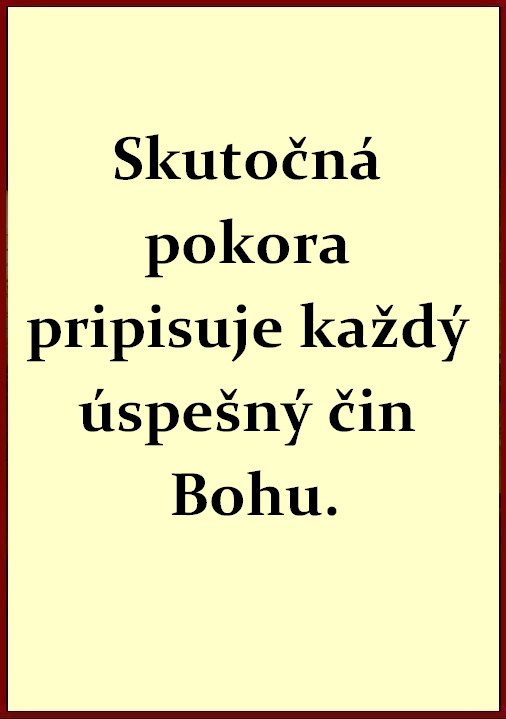 Skutočná
pokora
pripisuje každý
úspešný čin
Bohu.